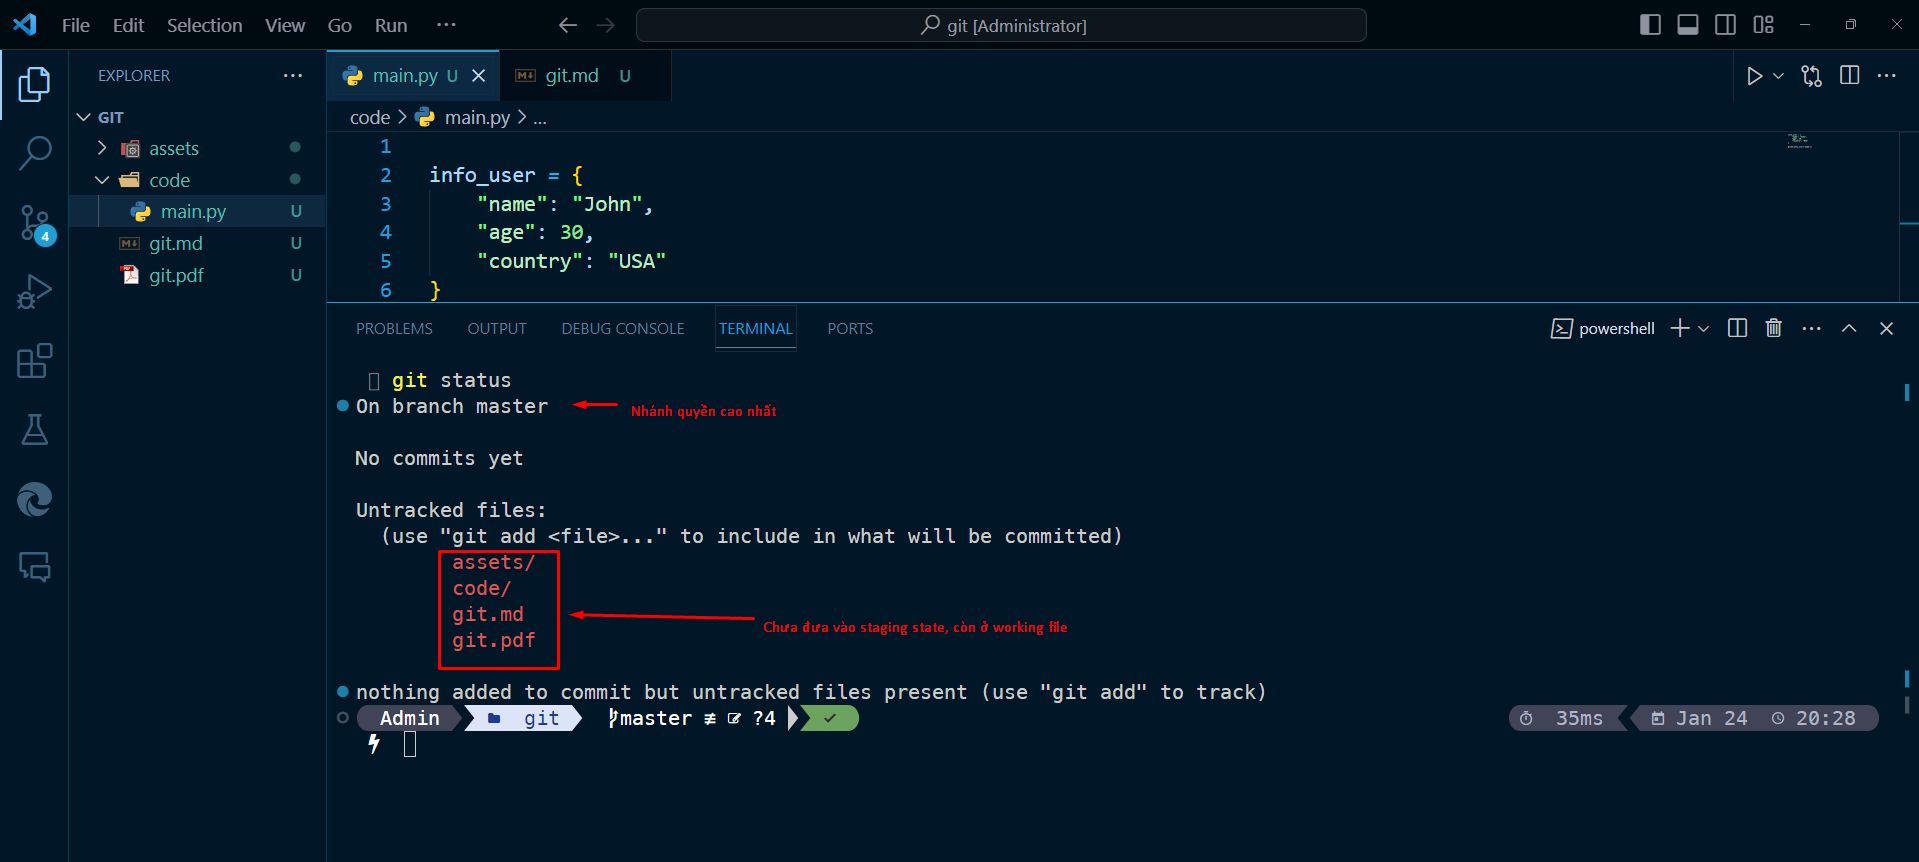 File Edit Selection View Go Run ···
git [Administrator]
EXPLORER ···
main.py U
git.md U
GIT
assets
code
main.py U
git.md U
git.pdf U
code > main.py > ...
1
2 info_user = {
3 "name": "John",
4 "age": 30,
5 "country": "USA"
6 }
4
PROBLEMS OUTPUT DEBUG CONSOLE TERMINAL PORTS
powershell
git status
On branch master
Nhánh quyền cao nhất
No commits yet
Untracked files:
(use "git add <file>..." to include in what will be committed)
assets/
code/
git.md
git.pdf
Chưa đưa vào staging state, còn ở working file
nothing added to commit but untracked files present (use "git add" to track)
Admin git master ≢ ?4
35ms Jan 24 20:28